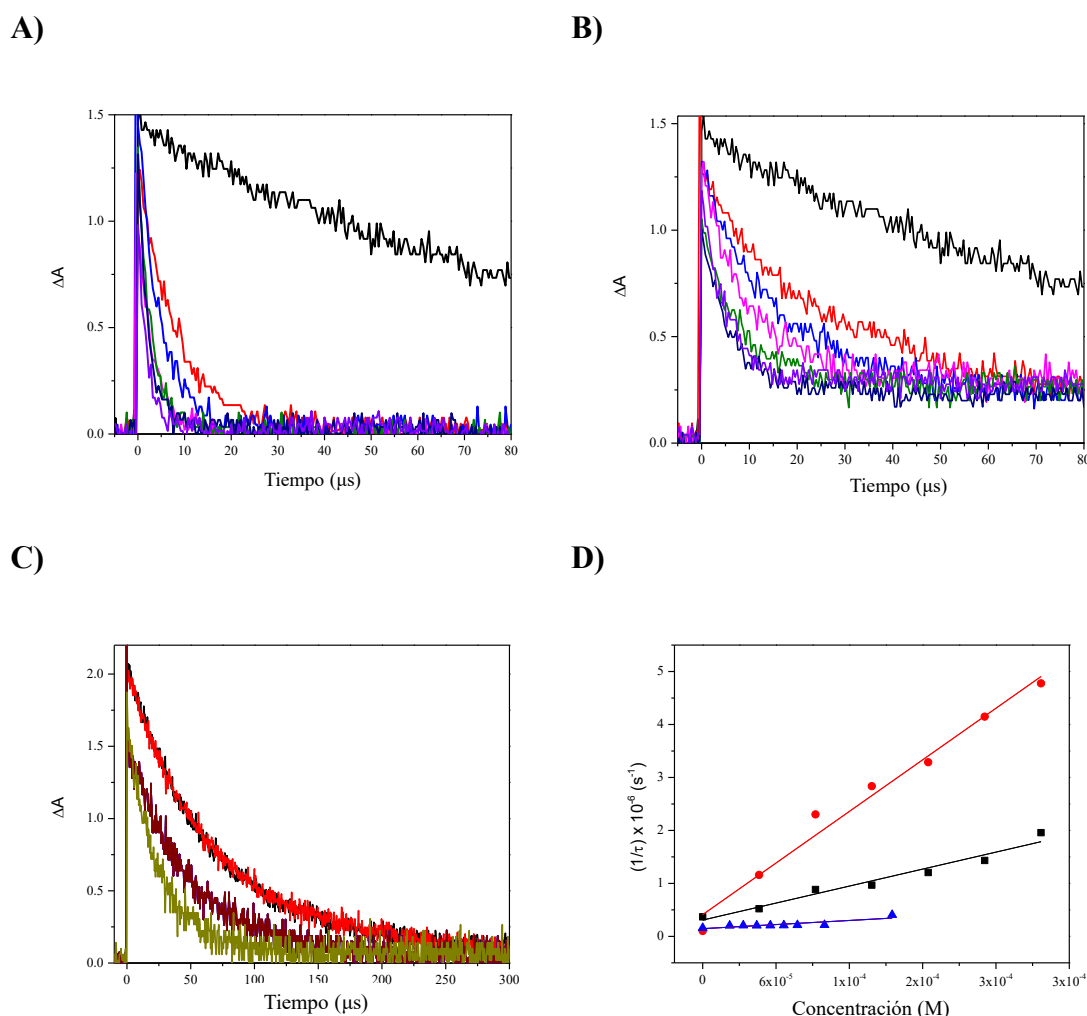 A)
1.5
1.0
0.5
0.0
ΔA
0 10 20 30 40 50 60 70 80
Tiempo (μs)
B)
1.5
1.0
0.5
0.0
ΔA
0 10 20 30 40 50 60 70 80
Tiempo (μs)
C)
2.0
1.5
1.0
0.5
0.0
ΔA
0 50 100 150 200 250 300
Tiempo (μs)
D)
5
4
3
2
1
0
(1/τ) x 10⁻⁶ (s⁻¹)
0 6x10⁻⁵ 1x10⁻⁴ 2x10⁻⁴ 3x10⁻⁴ 3x10⁻⁴
Concentración (M)